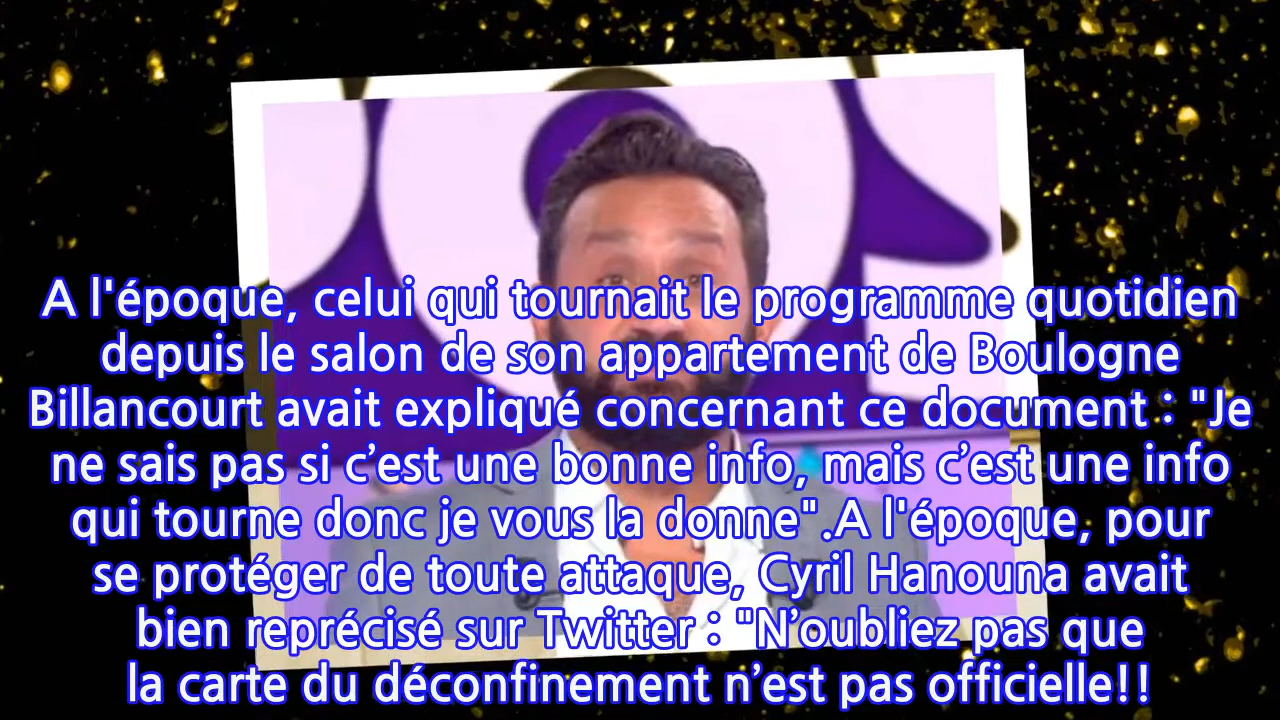 A l'époque, celui qui tournait le programme quotidien
depuis le salon de son appartement de Boulogne
Billancourt avait expliqué concernant ce document : "Je
ne sais pas si c’est une bonne info, mais c’est une info
qui tourne donc je vous la donne".A l'époque, pour
se protéger de toute attaque, Cyril Hanouna avait
bien reprécisé sur Twitter : "N’oubliez pas que
la carte du déconfinement n’est pas officielle!!